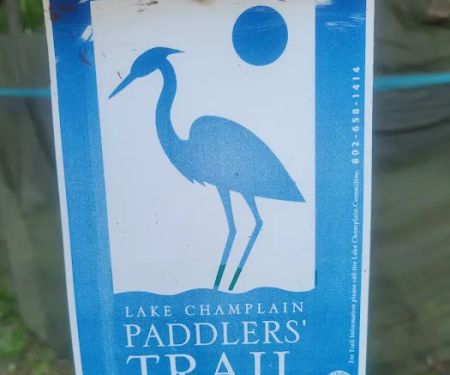 LAKE CHAMPLAIN
PADDLERS'
TRAIL
For Trail Information please call the Lake Champlain Committee, 802-658-1414